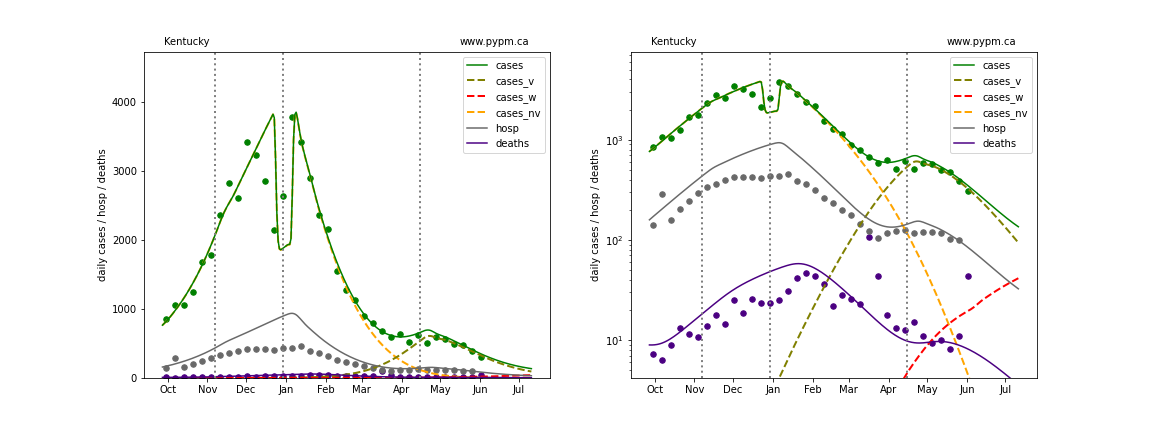 Kentucky www.pypm.ca
cases
cases_v
cases_w
cases_nv
hosp
deaths
daily cases / hosp / deaths
4000
3000
2000
1000
0
Oct Nov Dec Jan Feb Mar Apr May Jun Jul
Kentucky www.pypm.ca
cases
cases_v
cases_w
cases_nv
hosp
deaths
daily cases / hosp / deaths
10³
10²
10¹
Oct Nov Dec Jan Feb Mar Apr May Jun Jul